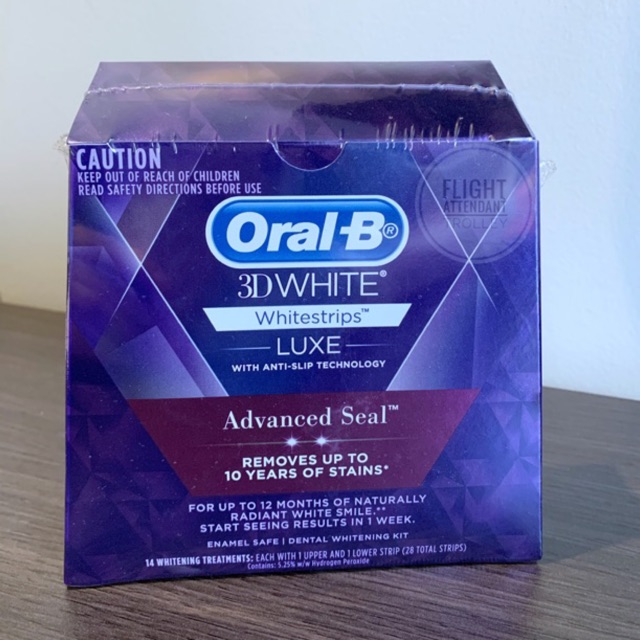 CAUTION
KEEP OUT OF REACH OF CHILDREN
READ SAFETY DIRECTIONS BEFORE USE
FLIGHT
ATTENDANT
TROLLEY
Oral-B®
3D WHITE®
Whitestrips™
LUXE
WITH ANTI-SLIP TECHNOLOGY
Advanced Seal™
REMOVES UP TO
10 YEARS OF STAINS*
FOR UP TO 12 MONTHS OF NATURALLY
RADIANT WHITE SMILE.**
START SEEING RESULTS IN 1 WEEK.
ENAMEL SAFE | DENTAL WHITENING KIT
14 WHITENING TREATMENTS: EACH WITH 1 UPPER AND 1 LOWER STRIP (28 TOTAL STRIPS)
Contains: 5.25% w/w Hydrogen Peroxide